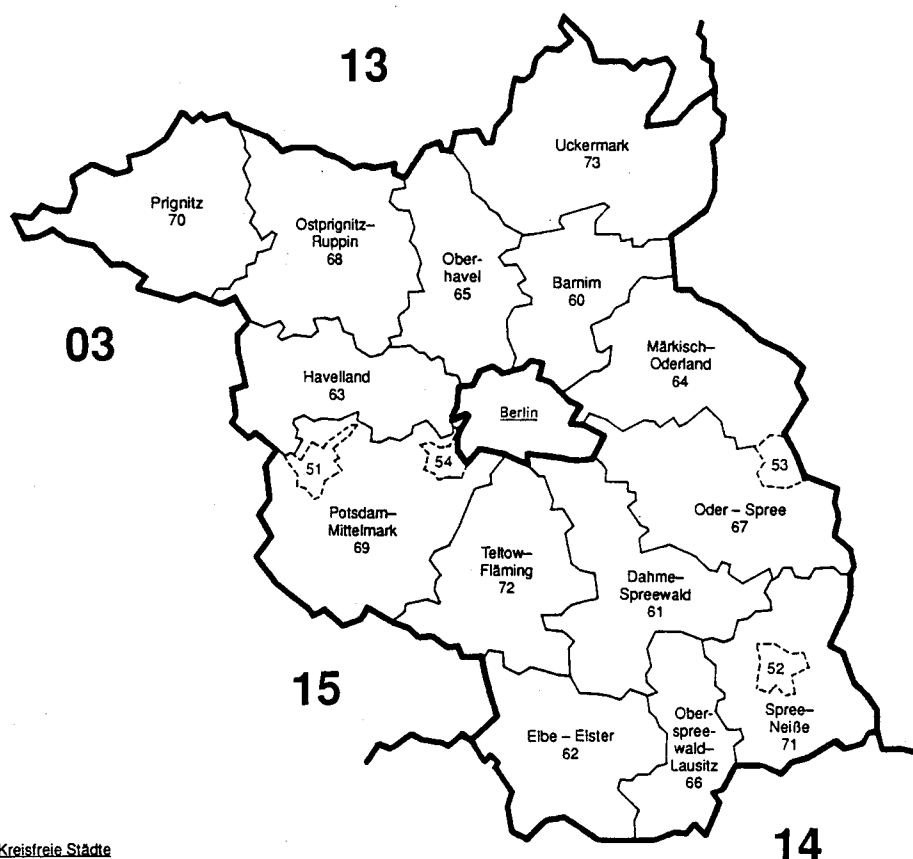 13
Uckermark
73
Prignitz
70
Ostprignitz–
Ruppin
68
Ober-
havel
65
Barnim
60
03
Märkisch–
Oderland
64
Havelland
63
Berlin
51
54
53
Potsdam–
Mittelmark
69
Oder – Spree
67
Teltow–
Fläming
72
Dahme–
Spreewald
61
15
52
Spree–
Neiße
71
Elbe – Elster
62
Ober-
spree-
wald–
Lausitz
66
14
Kreisfreie Städte